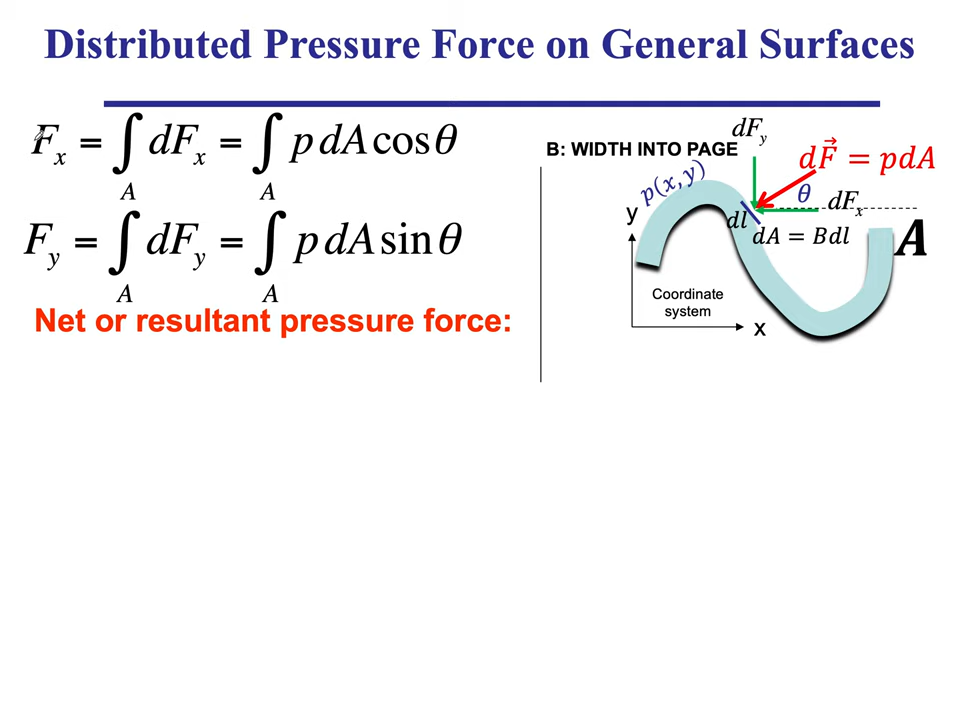 Distributed Pressure Force on General Surfaces
F_x = ∫_A dF_x = ∫_A p dA cosθ
F_y = ∫_A dF_y = ∫_A p dA sinθ
Net or resultant pressure force:
B: WIDTH INTO PAGE
dF_y
dF⃗ = pdA
p(x, y)
θ
dF_x
y
dl
dA = Bdl
A
Coordinate
system
x